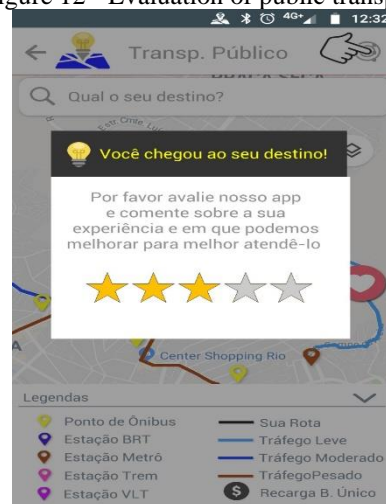 Figure 12 - Evaluation of public transp
4G+ 12:32
Transp. Público
Qual o seu destino?
Você chegou ao seu destino!
Por favor avalie nosso app
e comente sobre a sua
experiência e em que podemos
melhorar para melhor atendê-lo
Center Shopping Rio
Legendas
Ponto de Ônibus
Sua Rota
Estação BRT
Tráfego Leve
Estação Metrô
Tráfego Moderado
Estação Trem
TráfegoPesado
Estação VLT
$ Recarga B. Único